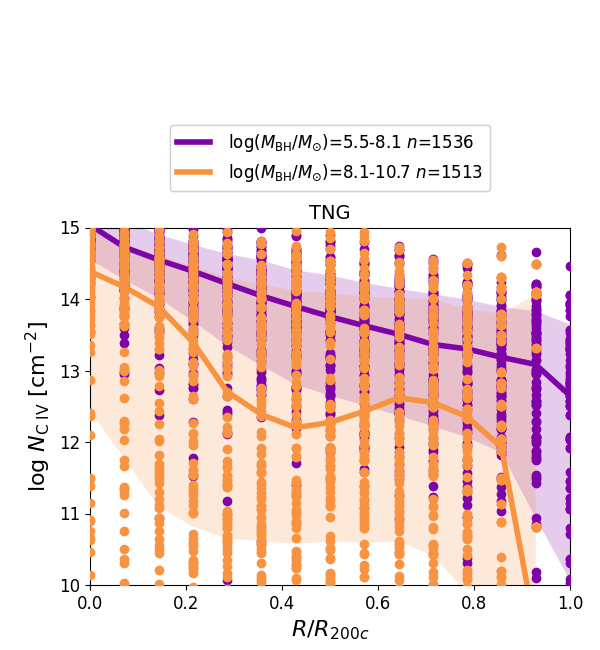 log(M_BH/M_⊙)=5.5-8.1 n=1536
log(M_BH/M_⊙)=8.1-10.7 n=1513
TNG
15
14
13
12
11
10
log N_C IV [cm^−2]
0.0 0.2 0.4 0.6 0.8 1.0
R/R_200c